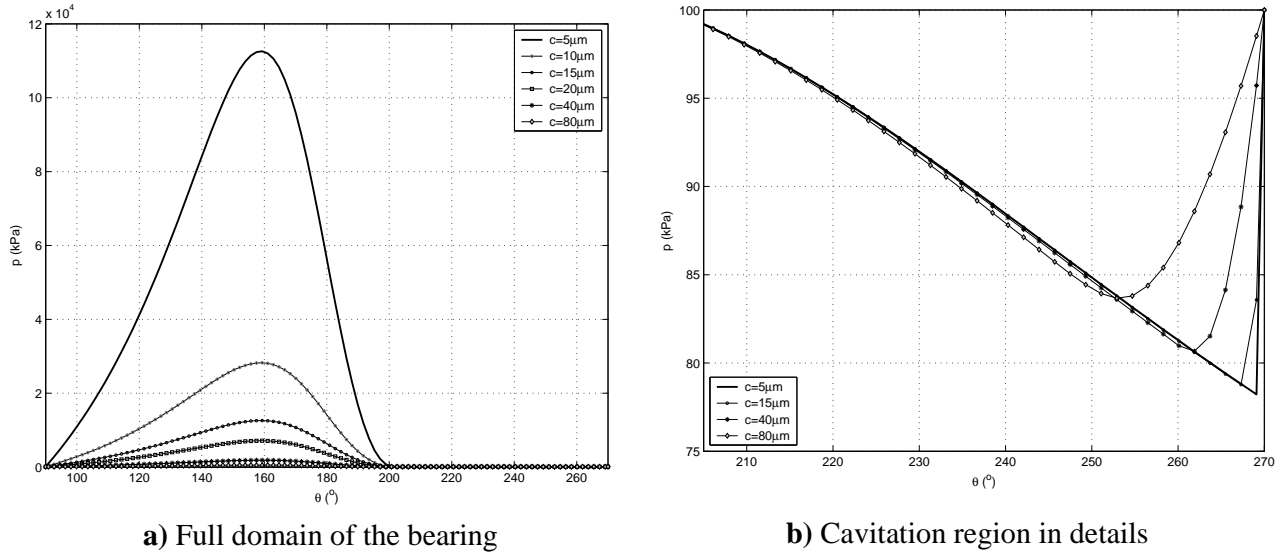 x 10⁴
12
10
8
6
4
2
0
p (kPa)
100 120 140 160 180 200 220 240 260
θ (°)
c=5μm
c=10μm
c=15μm
c=20μm
c=40μm
c=80μm
a) Full domain of the bearing
100
95
90
85
80
75
p (kPa)
210 220 230 240 250 260 270
θ (°)
c=5μm
c=15μm
c=40μm
c=80μm
b) Cavitation region in details